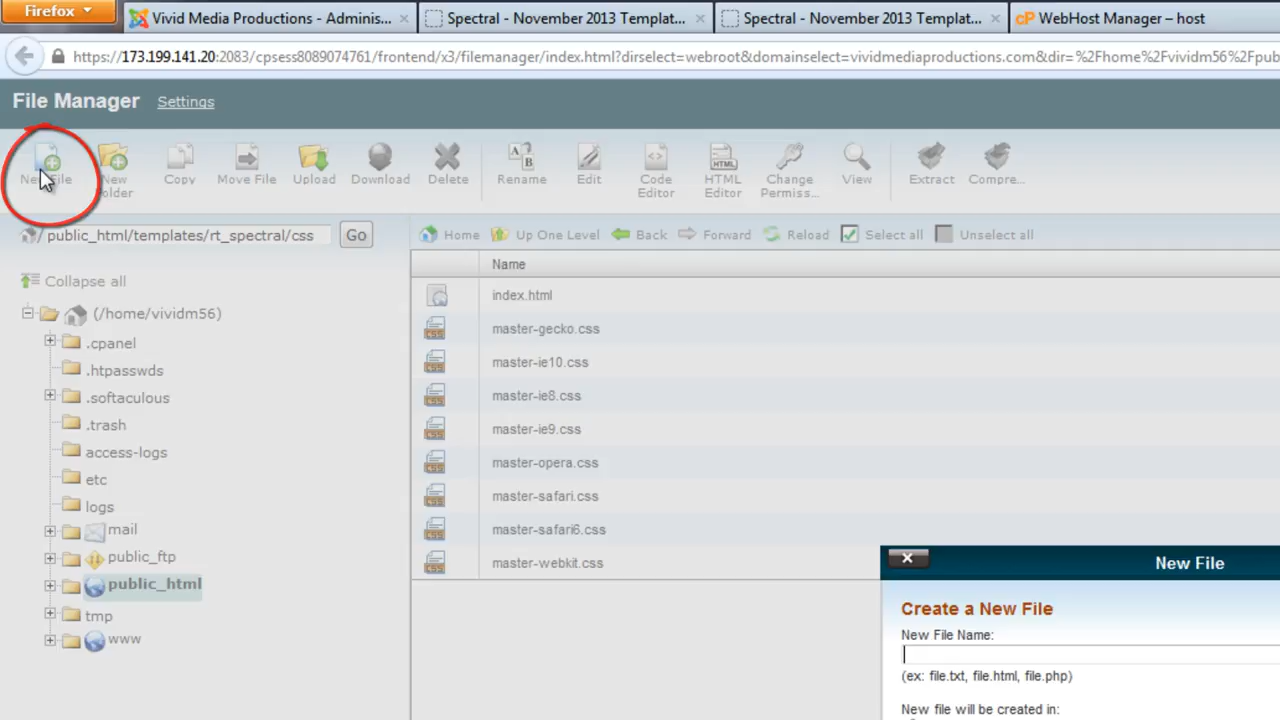 Firefox
Vivid Media Productions - Adminis...
Spectral - November 2013 Templat...
Spectral - November 2013 Templat...
cP WebHost Manager – host
https://173.199.141.20:2083/cpsess8089074761/frontend/x3/filemanager/index.html?dirselect=webroot&domainselect=vividmediaproductions.com&dir=%2Fhome%2Fvividm56%2Fpub
File Manager
Settings
New File
New Folder
Copy
Move File
Upload
Download
Delete
Rename
Edit
Code Editor
HTML Editor
Change Permiss...
View
Extract
Compre...
/ public_html/templates/rt_spectral/css
Go
Home
Up One Level
Back
Forward
Reload
Select all
Unselect all
Collapse all
(/home/vividm56)
.cpanel
.htpasswds
.softaculous
.trash
access-logs
etc
logs
mail
public_ftp
public_html
tmp
www
Name
index.html
master-gecko.css
master-ie10.css
master-ie8.css
master-ie9.css
master-opera.css
master-safari.css
master-safari6.css
master-webkit.css
New File
Create a New File
New File Name:
(ex: file.txt, file.html, file.php)
New file will be created in: